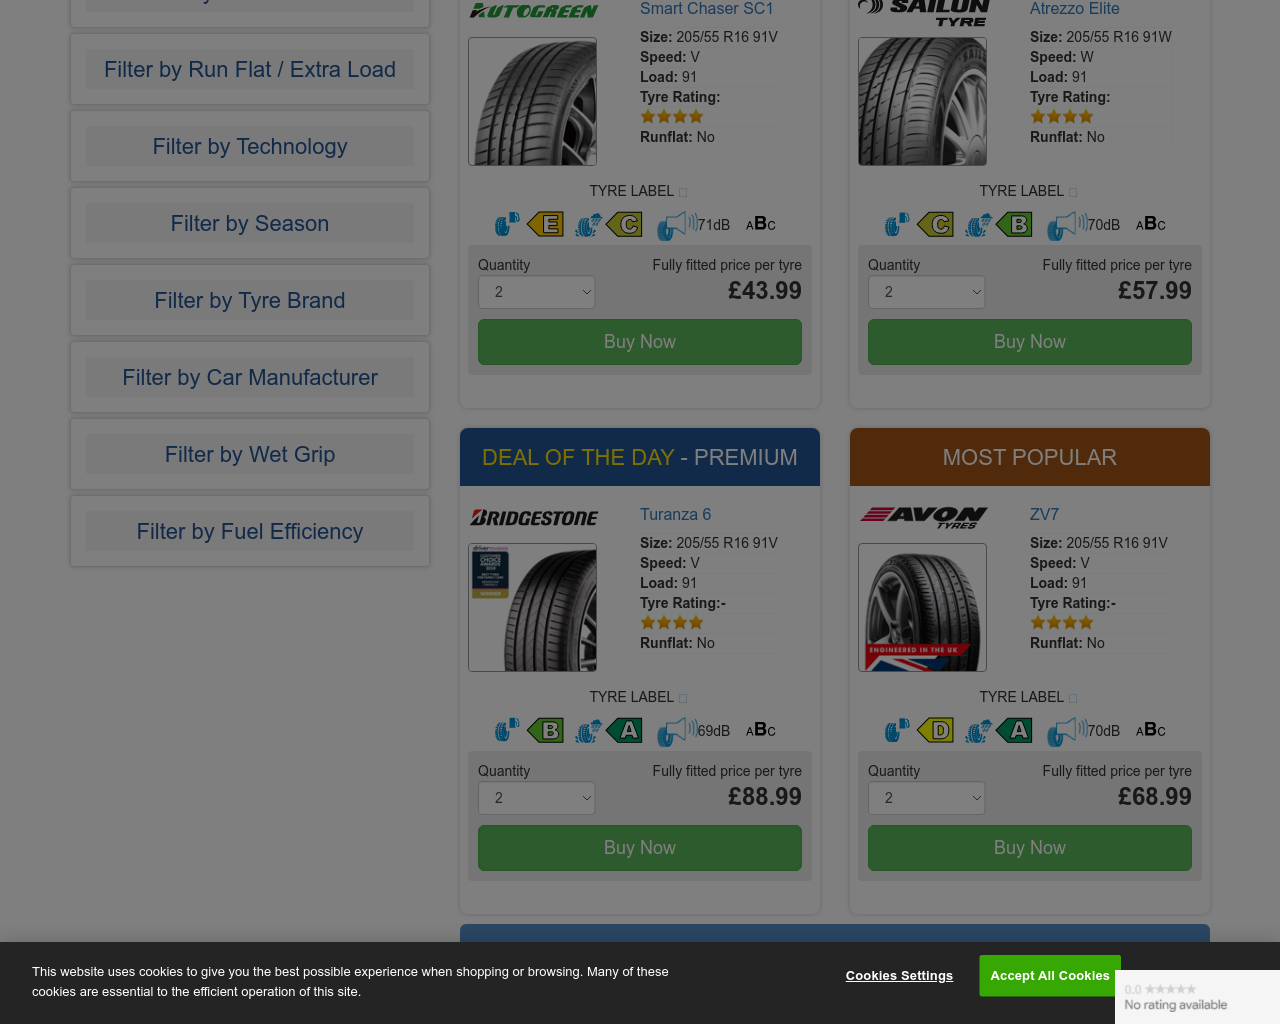 Filter by Run Flat / Extra Load
Filter by Technology
Filter by Season
Filter by Tyre Brand
Filter by Car Manufacturer
Filter by Wet Grip
Filter by Fuel Efficiency
AUTOGREEN
Smart Chaser SC1
Size: 205/55 R16 91V
Speed: V
Load: 91
Tyre Rating:
Runflat: No
TYRE LABEL
E C 71dB ABC
Quantity Fully fitted price per tyre
2 £43.99
Buy Now
SAILUN
TYRE
Atrezzo Elite
Size: 205/55 R16 91W
Speed: W
Load: 91
Tyre Rating:
Runflat: No
TYRE LABEL
C B 70dB ABC
Quantity Fully fitted price per tyre
2 £57.99
Buy Now
DEAL OF THE DAY - PREMIUM
BRIDGESTONE
Turanza 6
Size: 205/55 R16 91V
Speed: V
Load: 91
Tyre Rating:-
Runflat: No
TYRE LABEL
B A 69dB ABC
Quantity Fully fitted price per tyre
2 £88.99
Buy Now
MOST POPULAR
AVON
TYRES
ZV7
Size: 205/55 R16 91V
Speed: V
Load: 91
Tyre Rating:-
Runflat: No
ENGINEERED IN THE UK
TYRE LABEL
D A 70dB ABC
Quantity Fully fitted price per tyre
2 £68.99
Buy Now
This website uses cookies to give you the best possible experience when shopping or browsing. Many of these
cookies are essential to the efficient operation of this site.
Cookies Settings
Accept All Cookies
0.0
No rating available